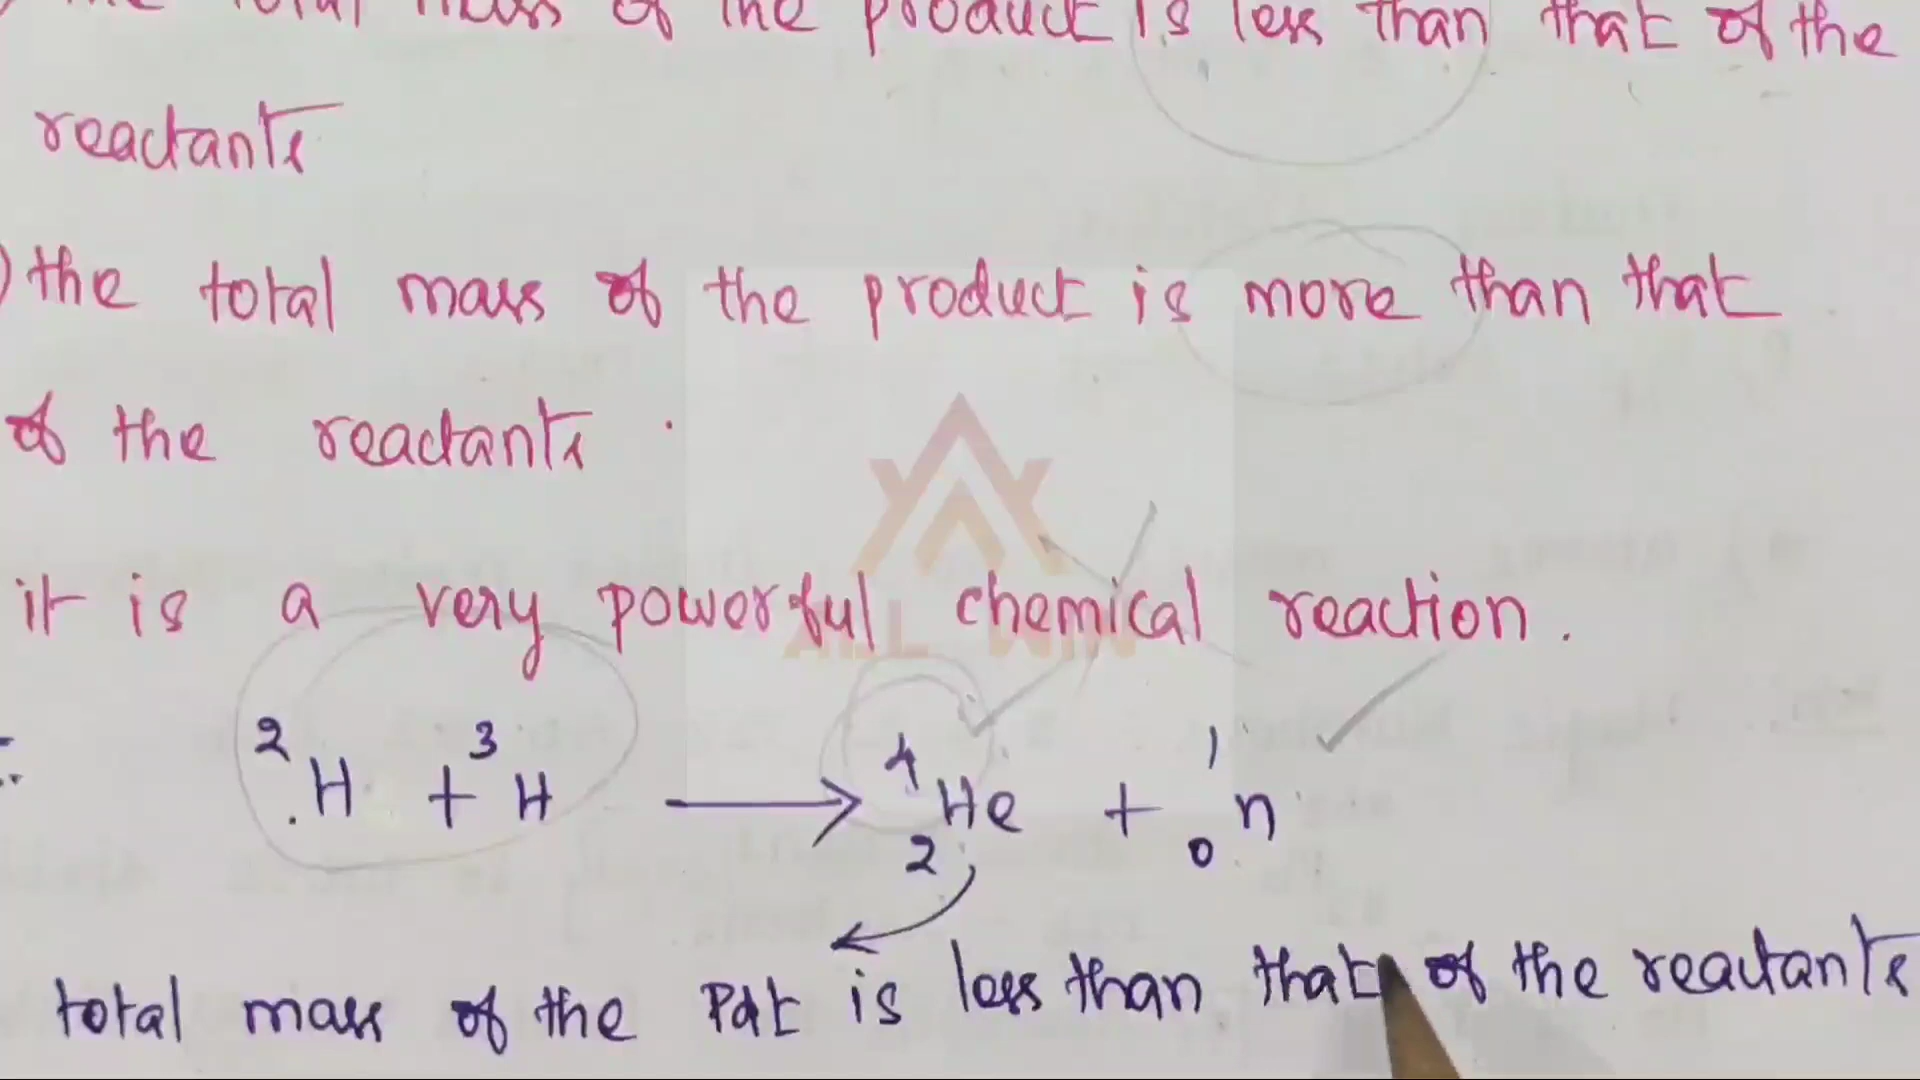 the total mass of the product is less than that of the
reactants
) the total mass of the product is more than that
of the reactants.
it is a very powerful chemical reaction.
²H + ³H ⟶ ⁴₂He + ¹₀n
total mass of the Pdt is less than that of the reactants
ALL WIN